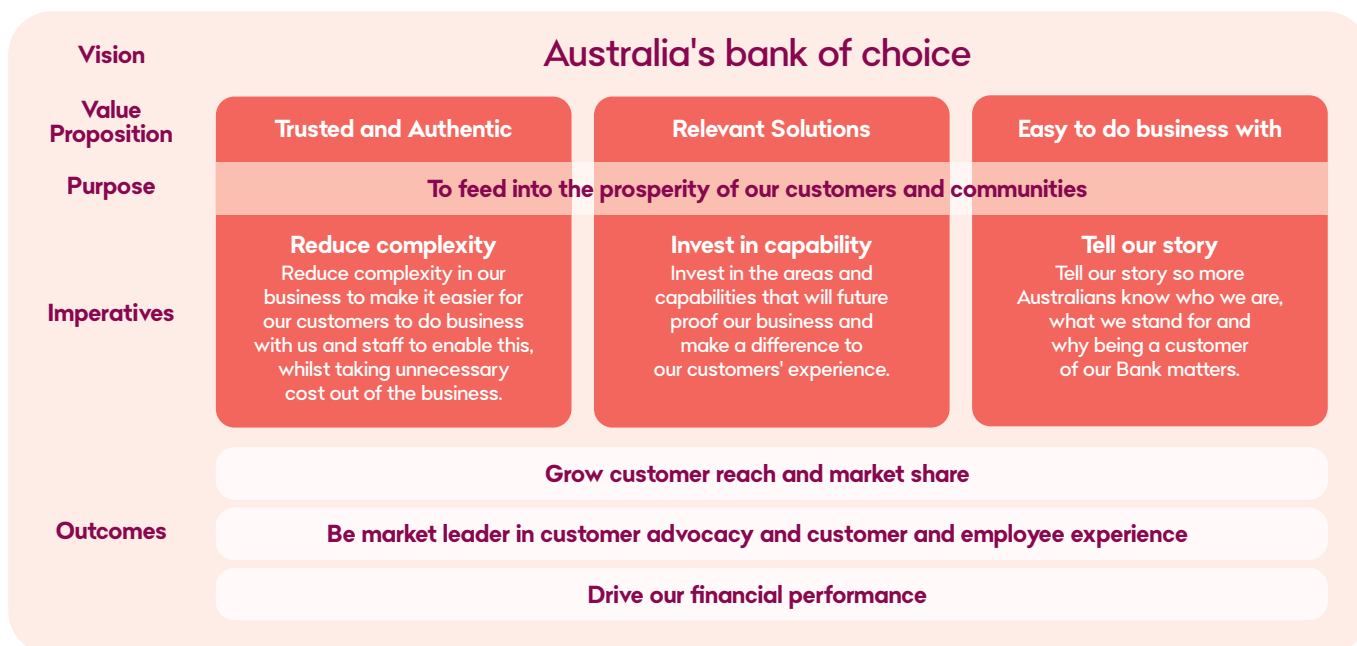 Vision
Australia's bank of choice
Value
Proposition
Trusted and Authentic
Relevant Solutions
Easy to do business with
Purpose
To feed into the prosperity of our customers and communities
Imperatives
Reduce complexity
Reduce complexity in our
business to make it easier for
our customers to do business
with us and staff to enable this,
whilst taking unnecessary
cost out of the business.
Invest in capability
Invest in the areas and
capabilities that will future
proof our business and
make a difference to
our customers' experience.
Tell our story
Tell our story so more
Australians know who we are,
what we stand for and
why being a customer
of our Bank matters.
Outcomes
Grow customer reach and market share
Be market leader in customer advocacy and customer and employee experience
Drive our financial performance